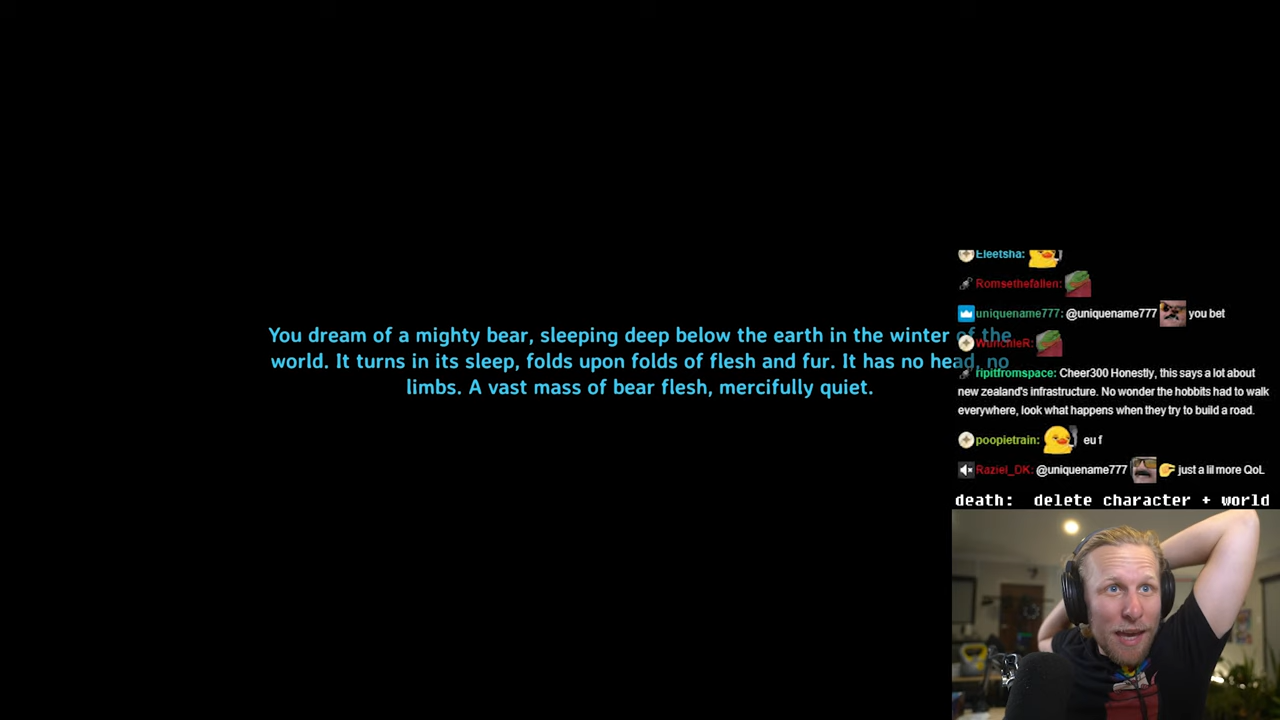 You dream of a mighty bear, sleeping deep below the earth in the winter of the
world. It turns in its sleep, folds upon folds of flesh and fur. It has no head, no
limbs. A vast mass of bear flesh, mercifully quiet.
Eleetsha:
Romsethefallen:
uniquename777: @uniquename777 you bet
ripitfromspace: Cheer300 Honestly, this says a lot about
new zealand's infrastructure. No wonder the hobbits had to walk
everywhere, look what happens when they try to build a road.
poopietrain: eu f
Raziel_DK: @uniquename777 just a lil more QoL
death: delete character + world